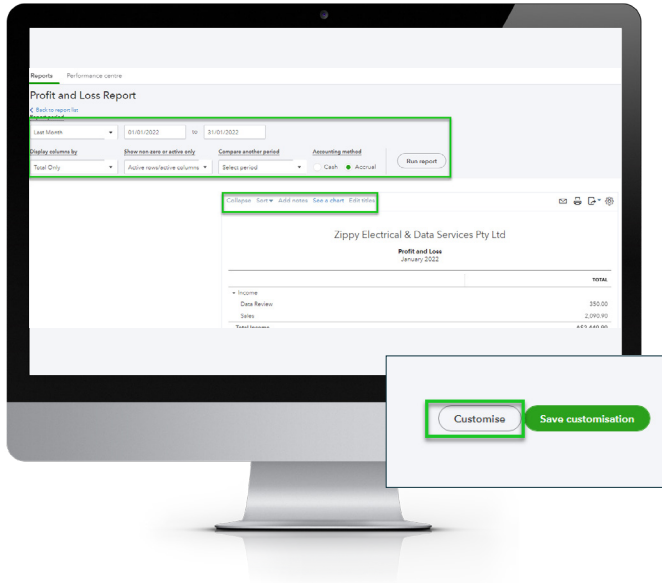 Reports Performance centre
Profit and Loss Report
Back to report list
Report period
Last Month 01/01/2022 to 31/01/2022
Display columns by Show non zero or active only Compare another period Accounting method
Total Only Active rows/active columns Select period Cash Accrual Run report
Collapse Sort Add notes See a chart Edit titles
Zippy Electrical & Data Services Pty Ltd
Profit and Loss
January 2022
TOTAL
Income
Data Review 350.00
Sales 2,090.90
Total Income
Customise Save customisation